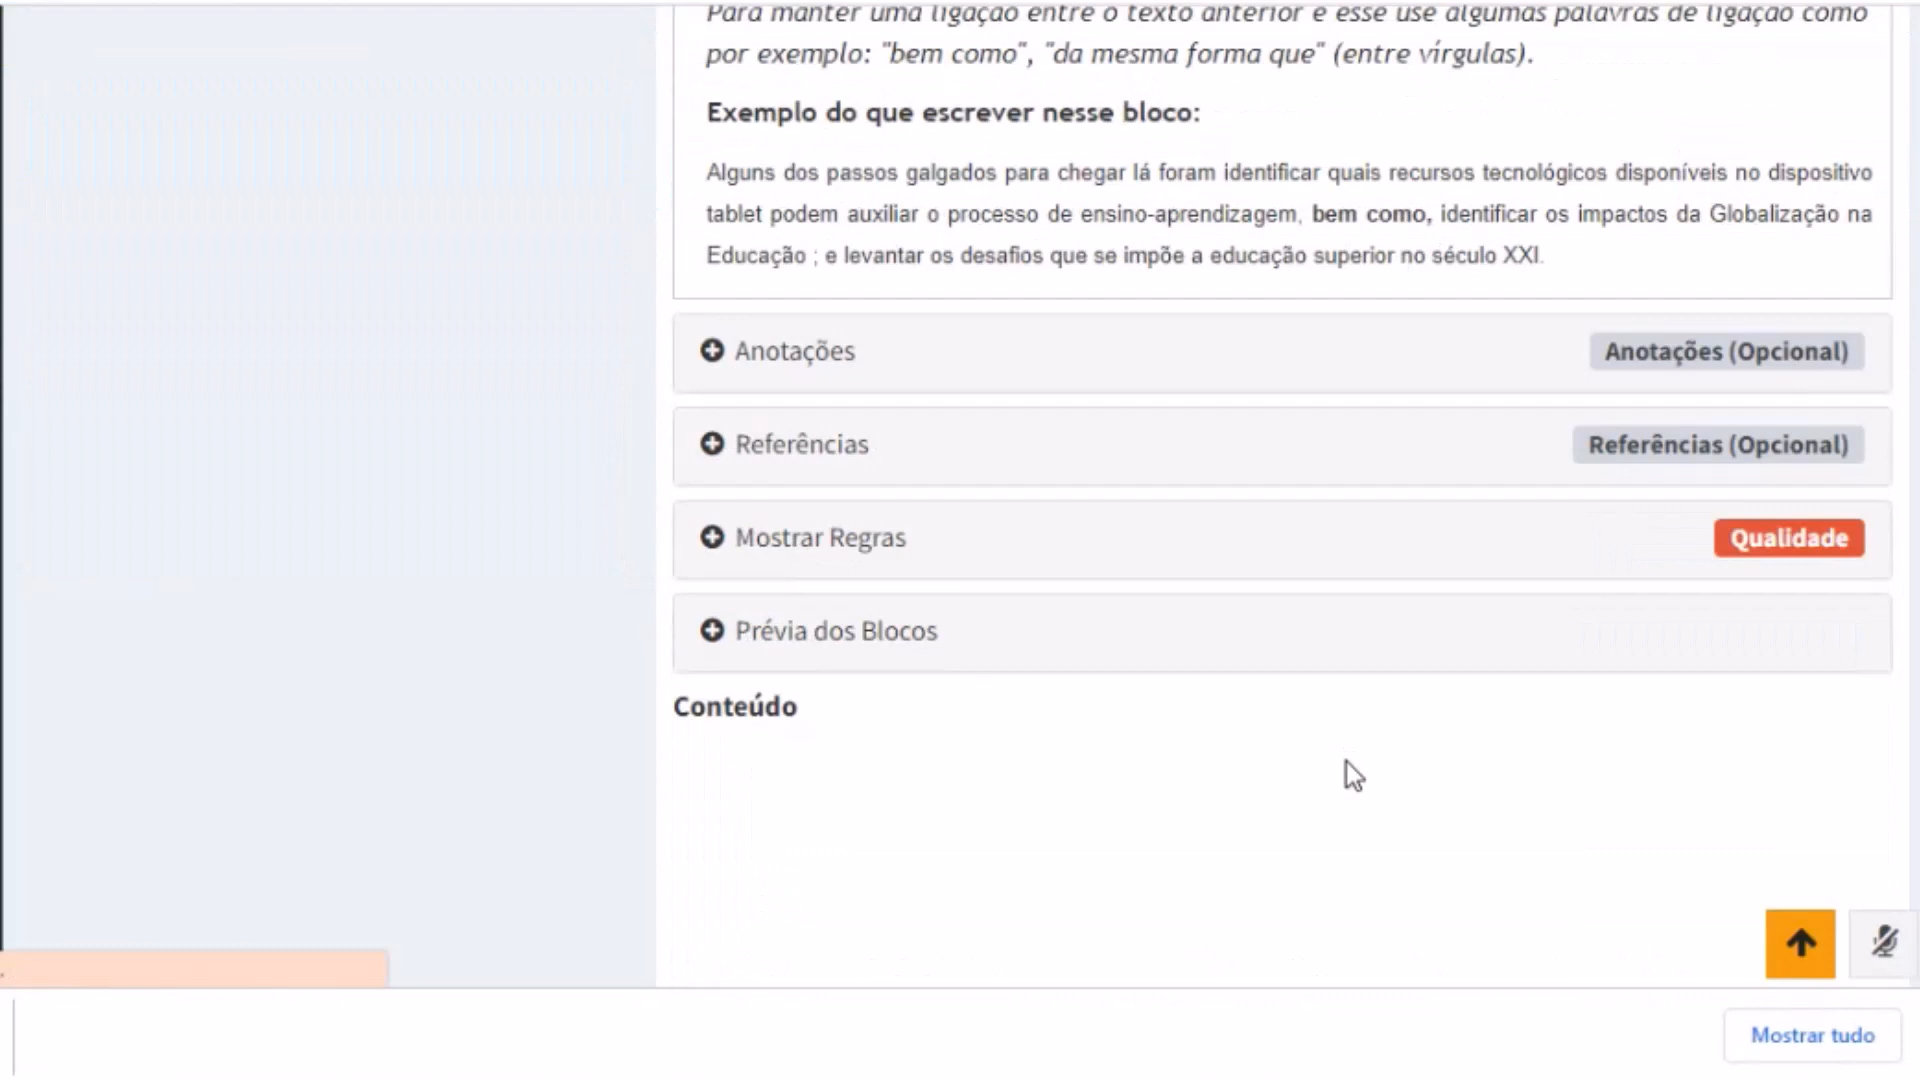 Para manter uma ligação entre o texto anterior e esse use algumas palavras de ligação como
por exemplo: "bem como", "da mesma forma que" (entre vírgulas).
Exemplo do que escrever nesse bloco:
Alguns dos passos galgados para chegar lá foram identificar quais recursos tecnológicos disponíveis no dispositivo
tablet podem auxiliar o processo de ensino-aprendizagem, bem como, identificar os impactos da Globalização na
Educação ; e levantar os desafios que se impõe a educação superior no século XXI.
Anotações Anotações (Opcional)
Referências Referências (Opcional)
Mostrar Regras Qualidade
Prévia dos Blocos
Conteúdo
Mostrar tudo